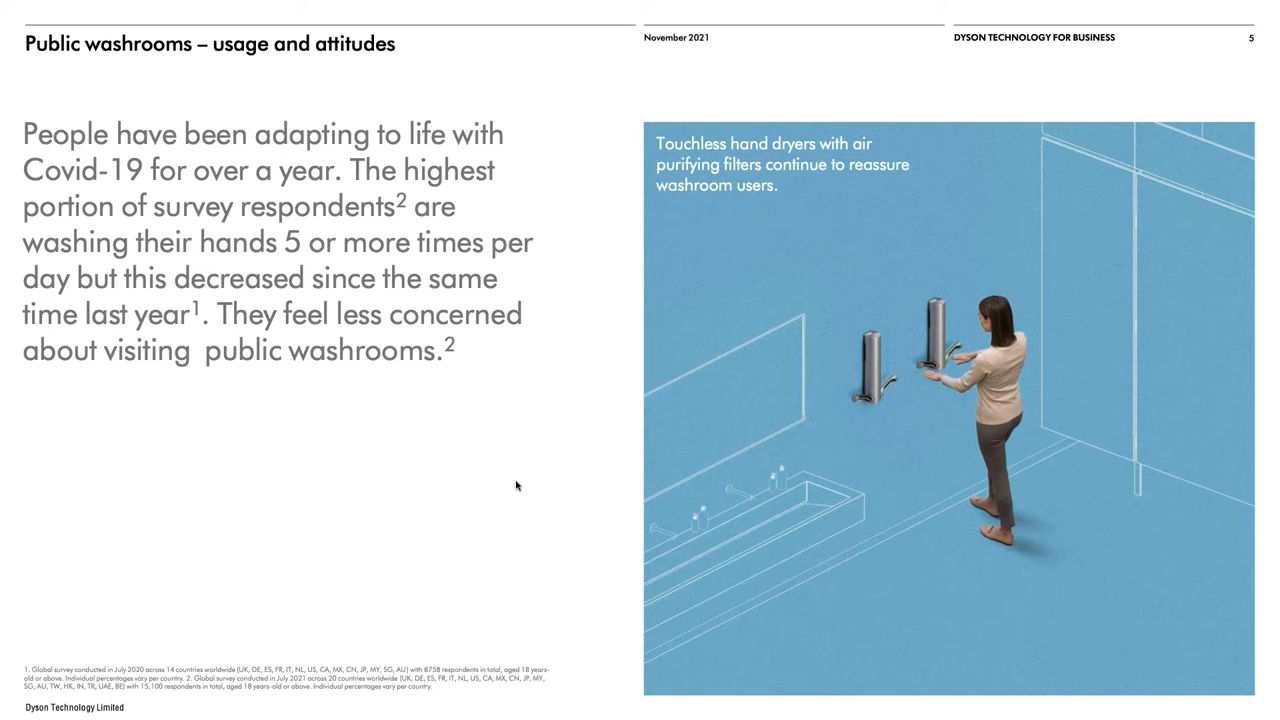 Public washrooms – usage and attitudes
November 2021
DYSON TECHNOLOGY FOR BUSINESS
5
People have been adapting to life with
Covid-19 for over a year. The highest
portion of survey respondents² are
washing their hands 5 or more times per
day but this decreased since the same
time last year¹. They feel less concerned
about visiting  public washrooms.²
Touchless hand dryers with air
purifying filters continue to reassure
washroom users.
1. Global survey conducted in July 2020 across 14 countries worldwide (UK, DE, ES, FR, IT, NL, US, CA, MX, CN, JP, MY, SG, AU) with 8758 respondents in total, aged 18 years-
old or above. Individual percentages vary per country. 2. Global survey conducted in July 2021 across 20 countries worldwide (UK, DE, ES, FR, IT, NL, US, CA, MX, CN, JP, MY,
SG, AU, TW, HK, IN, TR, UAE, BE) with 15,100 respondents in total, aged 18 years-old or above. Individual percentages vary per country.
Dyson Technology Limited